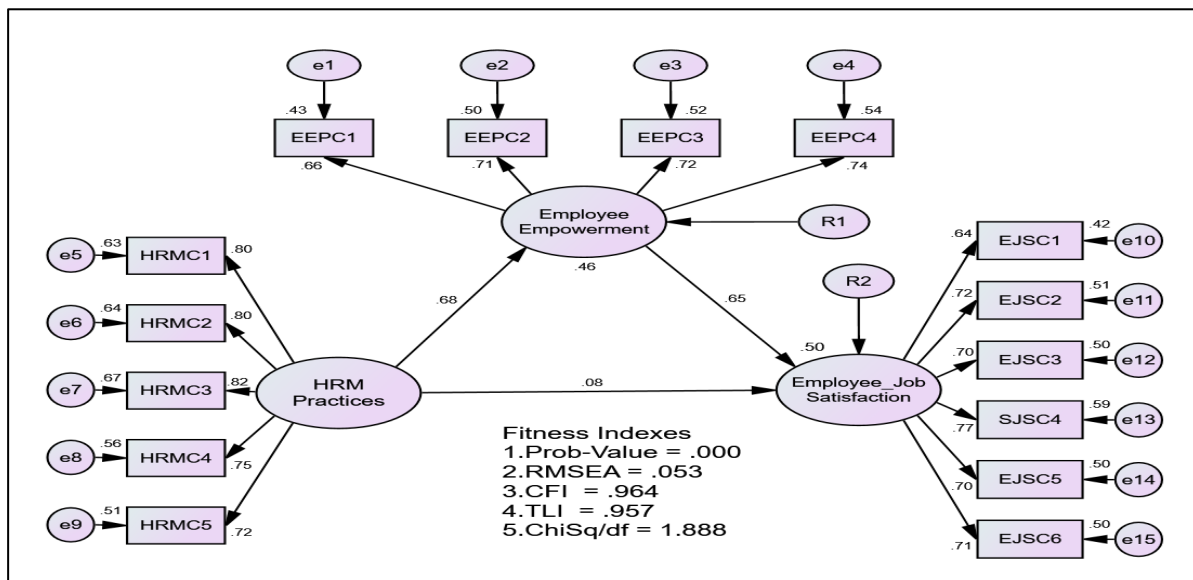 e1
e2
e3
e4
.43
.50
.52
.54
EEPC1
EEPC2
EEPC3
EEPC4
.66
.71
.72
.74
Employee
Empowerment
.46
R1
R2
e5
.63
HRMC1
.80
e6
.64
HRMC2
.80
e7
.67
HRMC3
.82
e8
.56
HRMC4
.75
e9
.51
HRMC5
.72
HRM
Practices
.68
.65
.08
.50
Employee_Job
Satisfaction
.64
EJSC1
.42
e10
.72
EJSC2
.51
e11
.70
EJSC3
.50
e12
.77
SJSC4
.59
e13
.70
EJSC5
.50
e14
.71
EJSC6
.50
e15
Fitness Indexes
1.Prob-Value = .000
2.RMSEA = .053
3.CFI = .964
4.TLI = .957
5.ChiSq/df = 1.888